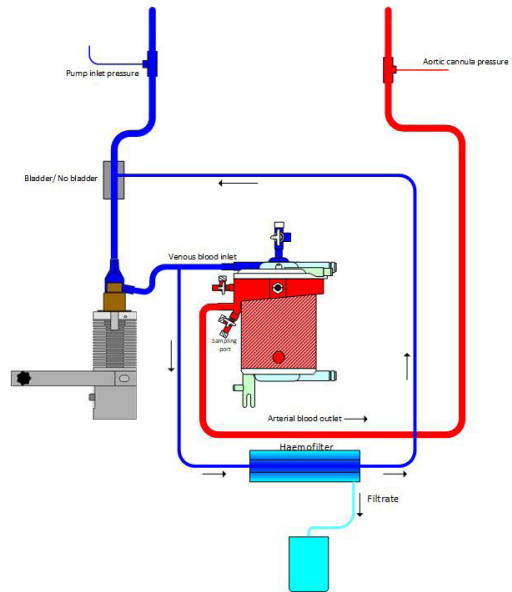 Pump inlet pressure
Aortic cannula pressure
Bladder/ No bladder
Venous blood inlet
Sampling
port
Arterial blood outlet
Haemofilter
Filtrate